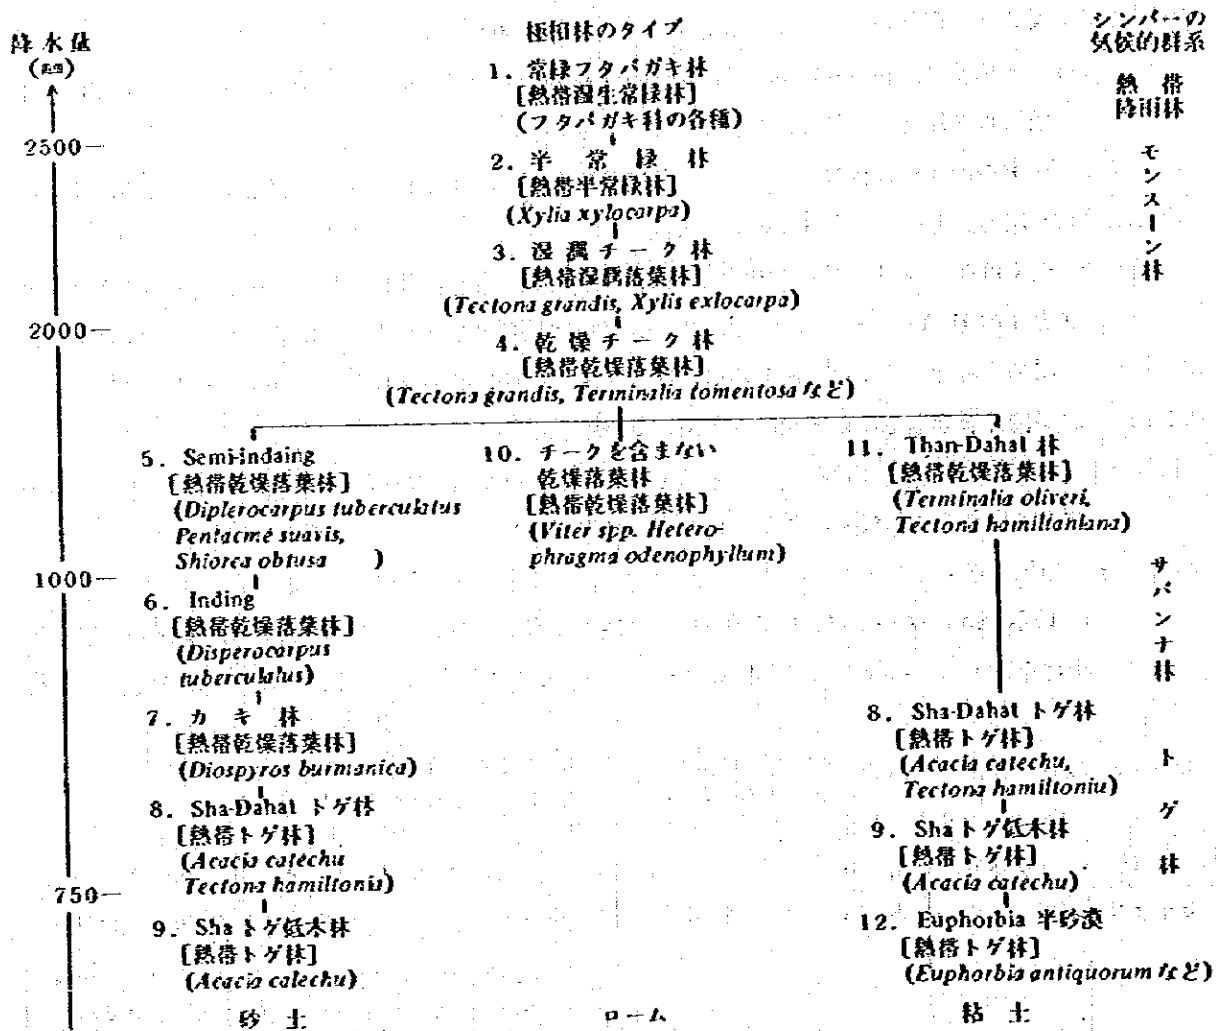 降水量
(mm)
極相林のタイプ
シンパーの
気候的群系
1. 常緑フタバガキ林
[熱帯湿生常緑林]
(フタバガキ科の各種)
熱帯
降雨林
2500
2. 半常緑林
[熱帯半常緑林]
(Xylia xylocarpa)
モンスーン林
3. 湿潤チーク林
[熱帯湿潤落葉林]
(Tectona grandis, Xylis exlocarpa)
2000
4. 乾燥チーク林
[熱帯乾燥落葉林]
(Tectona grandis, Terminalia tomentosa など)
5. Semi-Indaing
[熱帯乾燥落葉林]
(Diplerocarpus tuberculatus
Pentacme suavis,
Shiorea obtusa )
10. チークを含まない
乾燥落葉林
[熱帯乾燥落葉林]
(Viter spp. Hetero-
phragma odenophyllum)
11. Than-Dahat 林
[熱帯乾燥落葉林]
(Terminalia oliveri,
Tectona hamiltaniana)
1000
サバンナ林
6. Inding
[熱帯乾燥落葉林]
(Disperocarpus
tuberculatus)
7. カキ林
[熱帯乾燥落葉林]
(Diospyros burmanica)
8. Sha-Dahat トゲ林
[熱帯トゲ林]
(Acacia catechu
Tectona hamiltonis)
750
9. Sha トゲ低木林
[熱帯トゲ林]
(Acacia calechu)
8. Sha-Dahat トゲ林
[熱帯トゲ林]
(Acacia catechu,
Tectona hamiltoniu)
トゲ林
9. Sha トゲ低木林
[熱帯トゲ林]
(Acacia catechu)
12. Euphorbia 半砂漠
[熱帯トゲ林]
(Euphorbia antiquorum など)
砂土
ローム
粘土